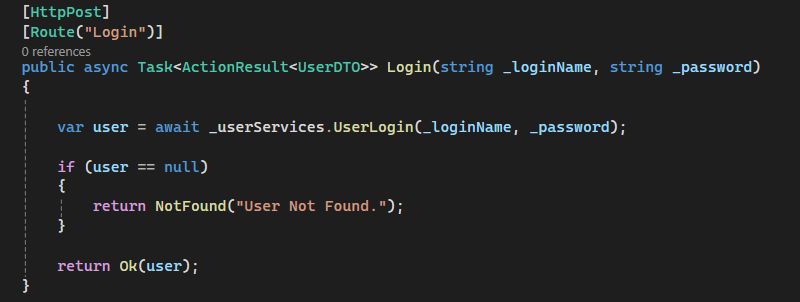 [HttpPost]
[Route("Login")]
0 references
public async Task<ActionResult<UserDTO>> Login(string _loginName, string _password)
{
var user = await _userServices.UserLogin(_loginName, _password);
if (user == null)
{
return NotFound("User Not Found.");
}
return Ok(user);
}